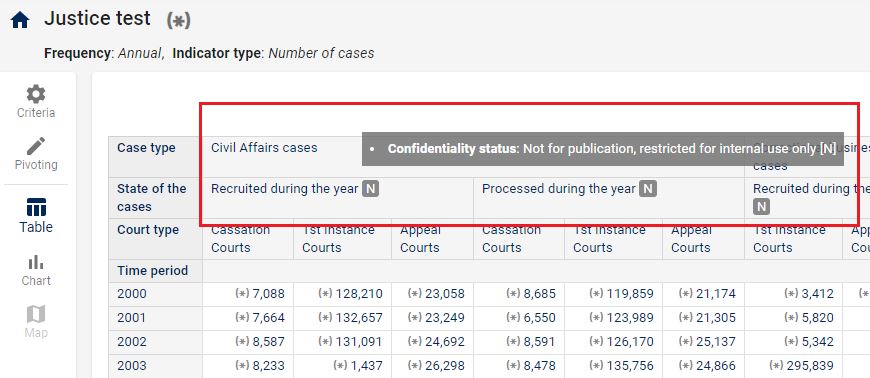 Justice test (*)
Frequency: Annual, Indicator type: Number of cases
Criteria
Pivoting
Table
Chart
Map
Case type Civil Affairs cases
• Confidentiality status: Not for publication, restricted for internal use only [N]
cases
State of the cases Recruited during the year N Processed during the year N Recruited during the N
Court type Cassation Courts 1st Instance Courts Appeal Courts Cassation Courts 1st Instance Courts Appeal Courts 1st Instance Courts
Time period
2000 (*) 7,088 (*) 128,210 (*) 23,058 (*) 8,685 (*) 119,859 (*) 21,174 (*) 3,412 (*
2001 (*) 7,664 (*) 132,657 (*) 23,249 (*) 6,550 (*) 123,989 (*) 21,305 (*) 5,820
2002 (*) 8,587 (*) 131,091 (*) 24,692 (*) 8,591 (*) 126,170 (*) 25,137 (*) 5,342
2003 (*) 8,233 (*) 1,437 (*) 26,298 (*) 8,478 (*) 135,756 (*) 24,866 (*) 295,839